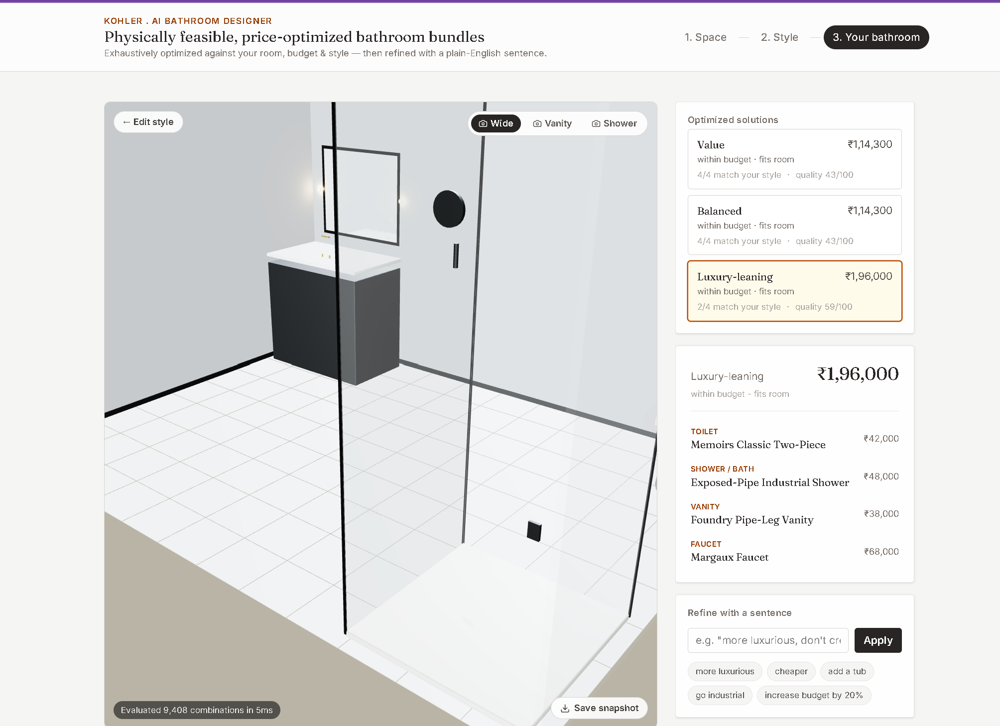 KOHLER . AI BATHROOM DESIGNER
Physically feasible, price-optimized bathroom bundles
Exhaustively optimized against your room, budget & style — then refined with a plain-English sentence.
1. Space — 2. Style — 3. Your bathroom
← Edit style
Wide Vanity Shower
Evaluated 9,408 combinations in 5ms
Save snapshot
Optimized solutions
Value ₹1,14,300
within budget · fits room
4/4 match your style · quality 43/100
Balanced ₹1,14,300
within budget · fits room
4/4 match your style · quality 43/100
Luxury-leaning ₹1,96,000
within budget · fits room
2/4 match your style · quality 59/100
Luxury-leaning ₹1,96,000
within budget - fits room
TOILET
Memoirs Classic Two-Piece ₹42,000
SHOWER / BATH
Exposed-Pipe Industrial Shower ₹48,000
VANITY
Foundry Pipe-Leg Vanity ₹38,000
FAUCET
Margaux Faucet ₹68,000
Refine with a sentence
e.g. "more luxurious, don't cr Apply
more luxurious cheaper add a tub
go industrial increase budget by 20%